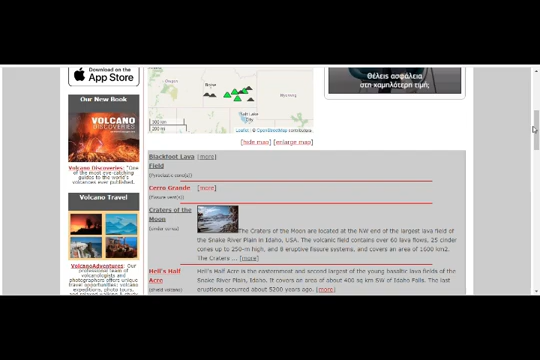 Download on the
App Store
Our New Book
VOLCANO
DISCOVERIES
Volcano Discoveries: "One
of the most eye-catching
guides to the world's
volcanoes ever published.
Volcano Travel
VolcanoAdventures: Our
professional team of
volcanologists and
photographers offers unique
travel opportunities: volcano
expeditions, photo tours,
Oregon
Boise
Wyoming
Salt Lake
City
300 km
200 mi
Leaflet | © OpenStreetMap contributors
[hide map] [enlarge map]
Θέλεις ασφάλεια
στη χαμηλότερη τιμή;
Blackfoot Lava [more]
Field
(Pyroclastic cone(s))
Cerro Grande [more]
(Fissure vent(s))
Craters of the
Moon
(cinder cones)
The Craters of the Moon are located at the NW end of the largest lava field of
the Snake River Plain in Idaho, USA. The volcanic field contains over 60 lava flows, 25 cinder
cones up to 250-m high, and 8 eruptive fissure systems, and covers an area of 1600 km2.
The Craters ... [more]
Hell's Half
Acre
(shield volcano)
Hell's Half Acre is the easternmost and second largest of the young basaltic lava fields of the
Snake River Plain, Idaho. It covers an area of about 400 sq km SW of Idaho Falls. The last
eruptions occurred about 5200 years ago. [more]